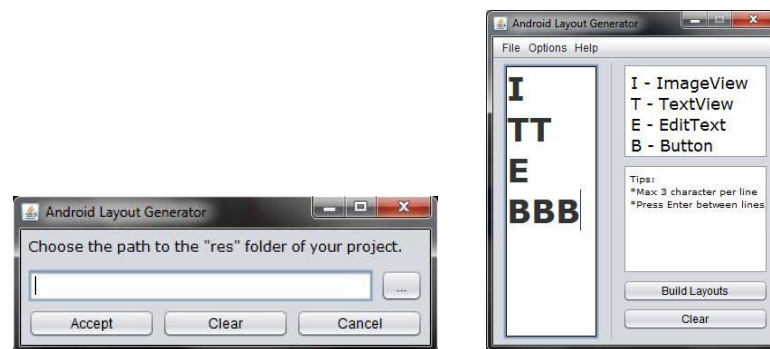 Android Layout Generator
Choose the path to the "res" folder of your project.
...
Accept Clear Cancel
Android Layout Generator
File Options Help
I
TT
E
BBB
I - ImageView
T - TextView
E - EditText
B - Button
Tips:
*Max 3 character per line
*Press Enter between lines
Build Layouts
Clear